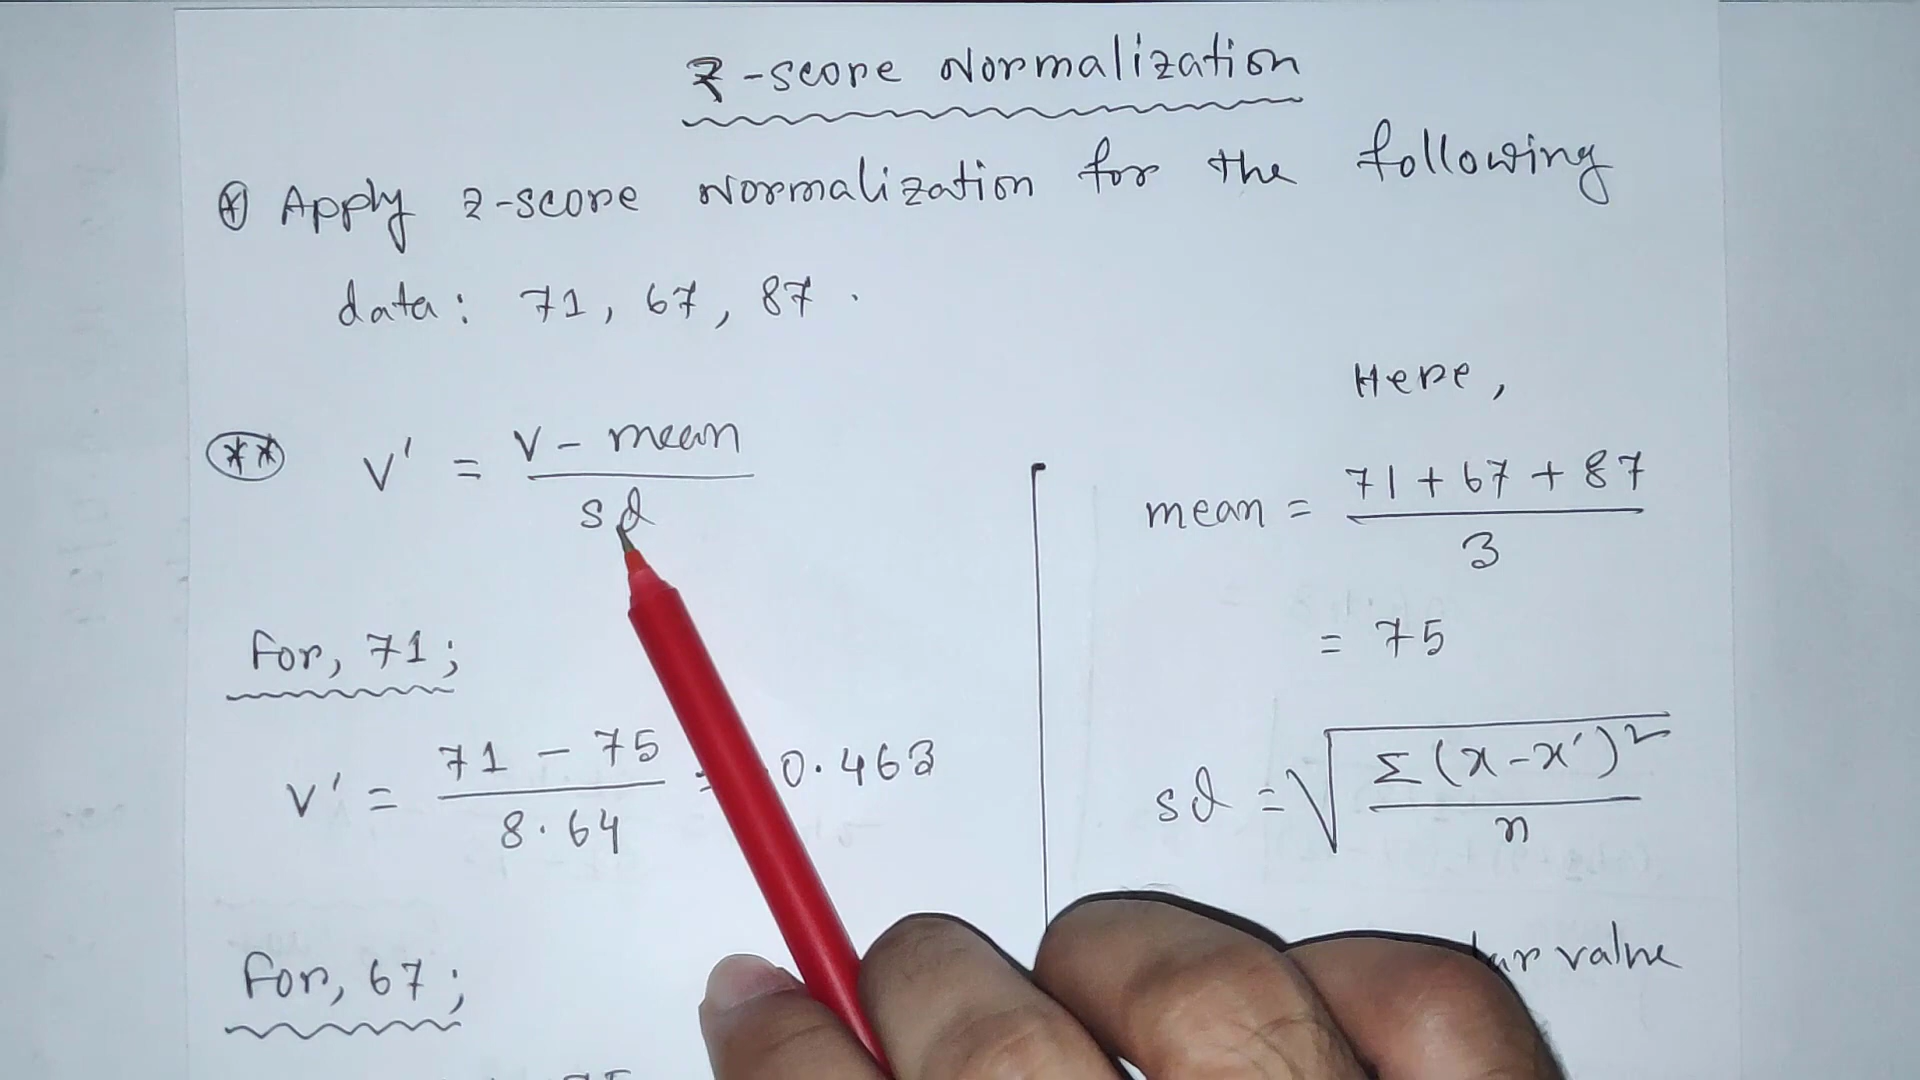 Z-score Normalization
* Apply z-score Normalization for the following
data: 71, 67, 87.
** V' = V - mean / sd
For, 71;
V' = 71 - 75 / 8.64 = 0.463
For, 67;
Here,
mean = 71 + 67 + 87 / 3
= 75
sd = √ Σ(x-x')² / n
value